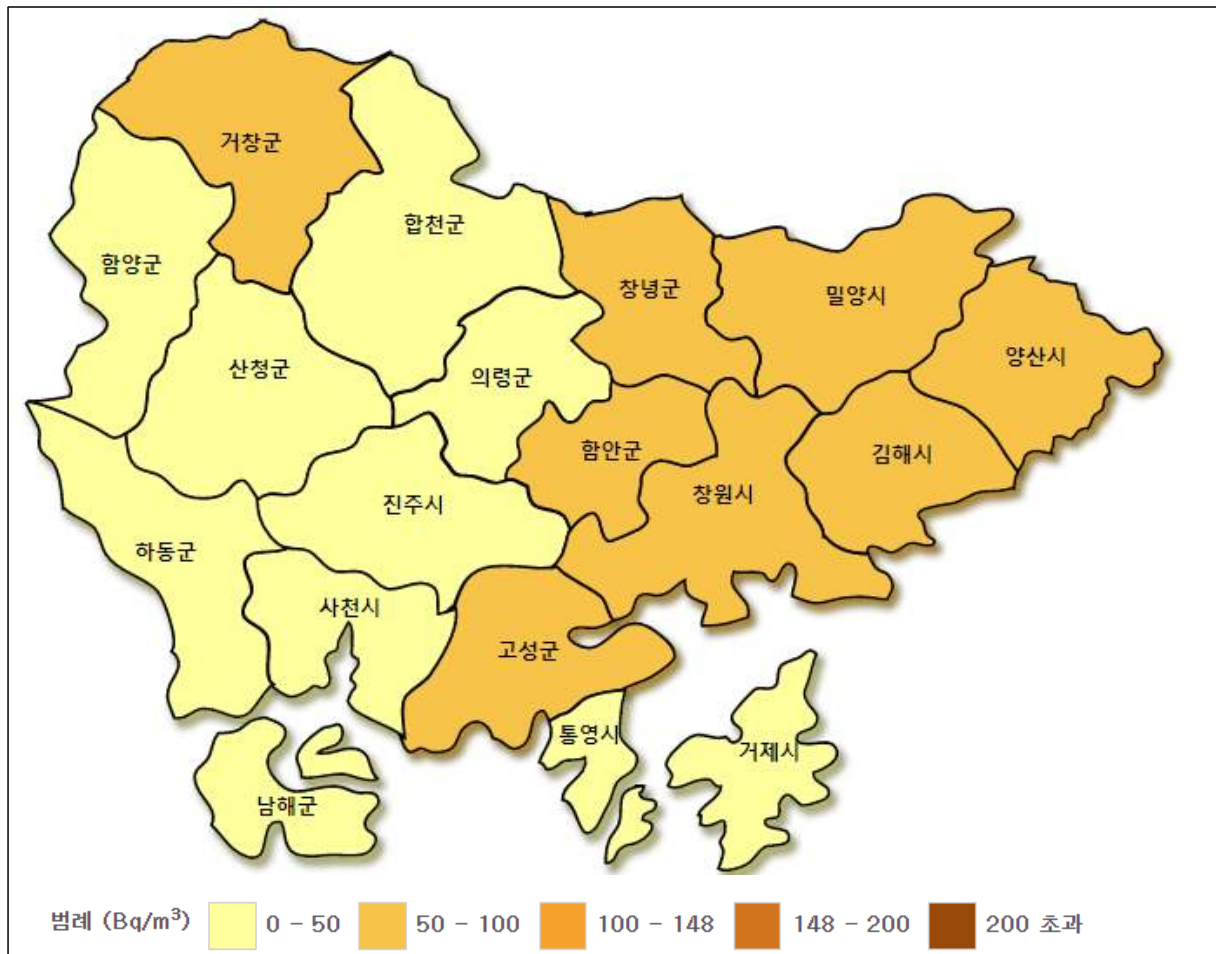 거창군
합천군
함양군
창녕군
밀양시
양산시
산청군
의령군
함안군
김해시
창원시
진주시
하동군
사천시
고성군
통영시
거제시
남해군
범례 (Bq/m³) 0 - 50 50 - 100 100 - 148 148 - 200 200 초과